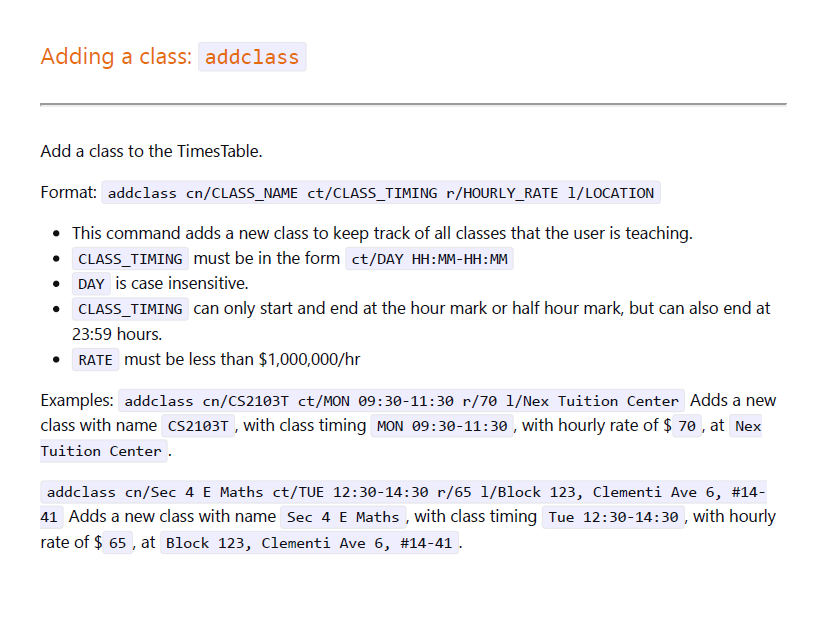 Adding a class: addclass
Add a class to the TimesTable.
Format: addclass cn/CLASS_NAME ct/CLASS_TIMING r/HOURLY_RATE l/LOCATION
• This command adds a new class to keep track of all classes that the user is teaching.
• CLASS_TIMING must be in the form ct/DAY HH:MM-HH:MM
• DAY is case insensitive.
• CLASS_TIMING can only start and end at the hour mark or half hour mark, but can also end at
23:59 hours.
• RATE must be less than $1,000,000/hr
Examples: addclass cn/CS2103T ct/MON 09:30-11:30 r/70 l/Nex Tuition Center Adds a new
class with name CS2103T, with class timing MON 09:30-11:30, with hourly rate of $ 70, at Nex
Tuition Center.
addclass cn/Sec 4 E Maths ct/TUE 12:30-14:30 r/65 l/Block 123, Clementi Ave 6, #14-
41 Adds a new class with name Sec 4 E Maths, with class timing Tue 12:30-14:30, with hourly
rate of $ 65, at Block 123, Clementi Ave 6, #14-41.